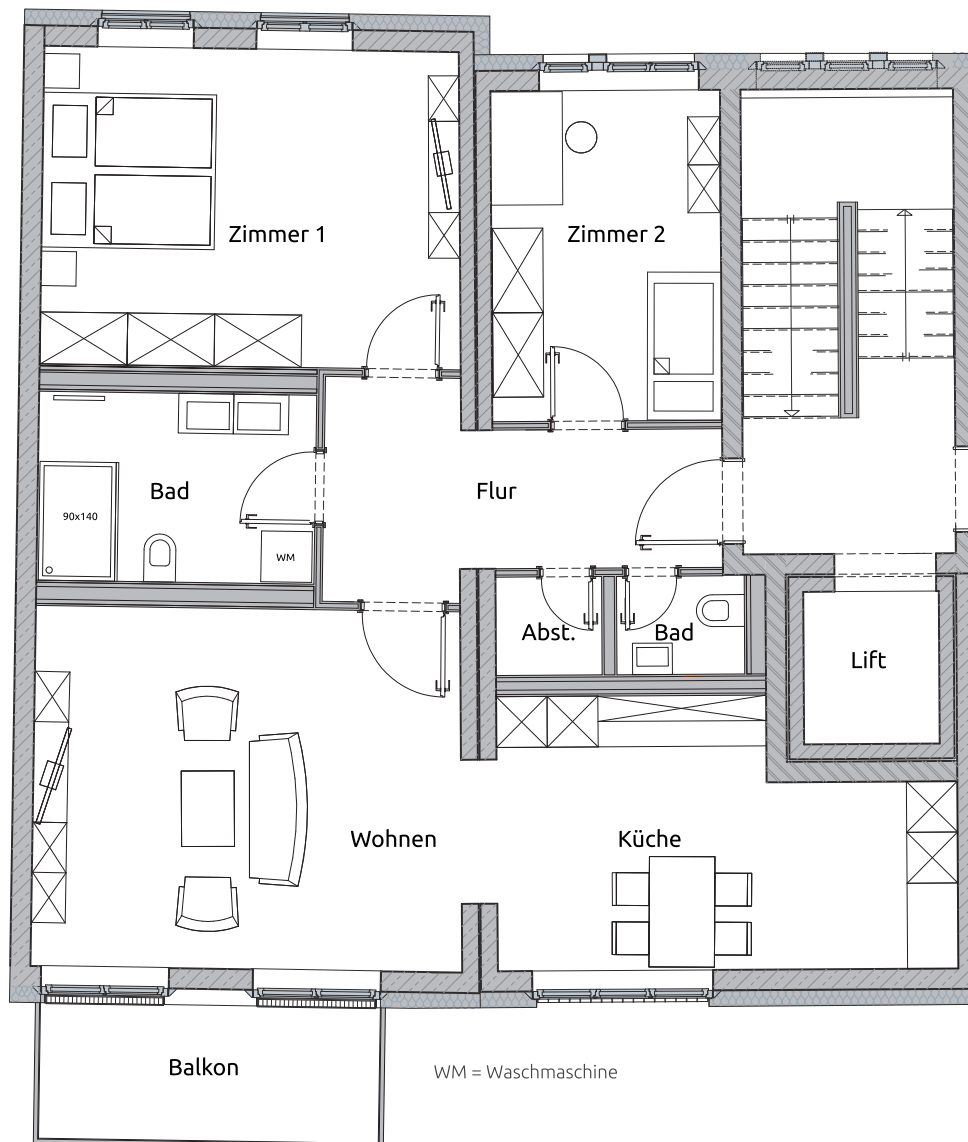 Zimmer 1
Zimmer 2
Bad
Flur
90x140
WM
Abst.
Bad
Lift
Wohnen
Küche
Balkon
WM = Waschmaschine